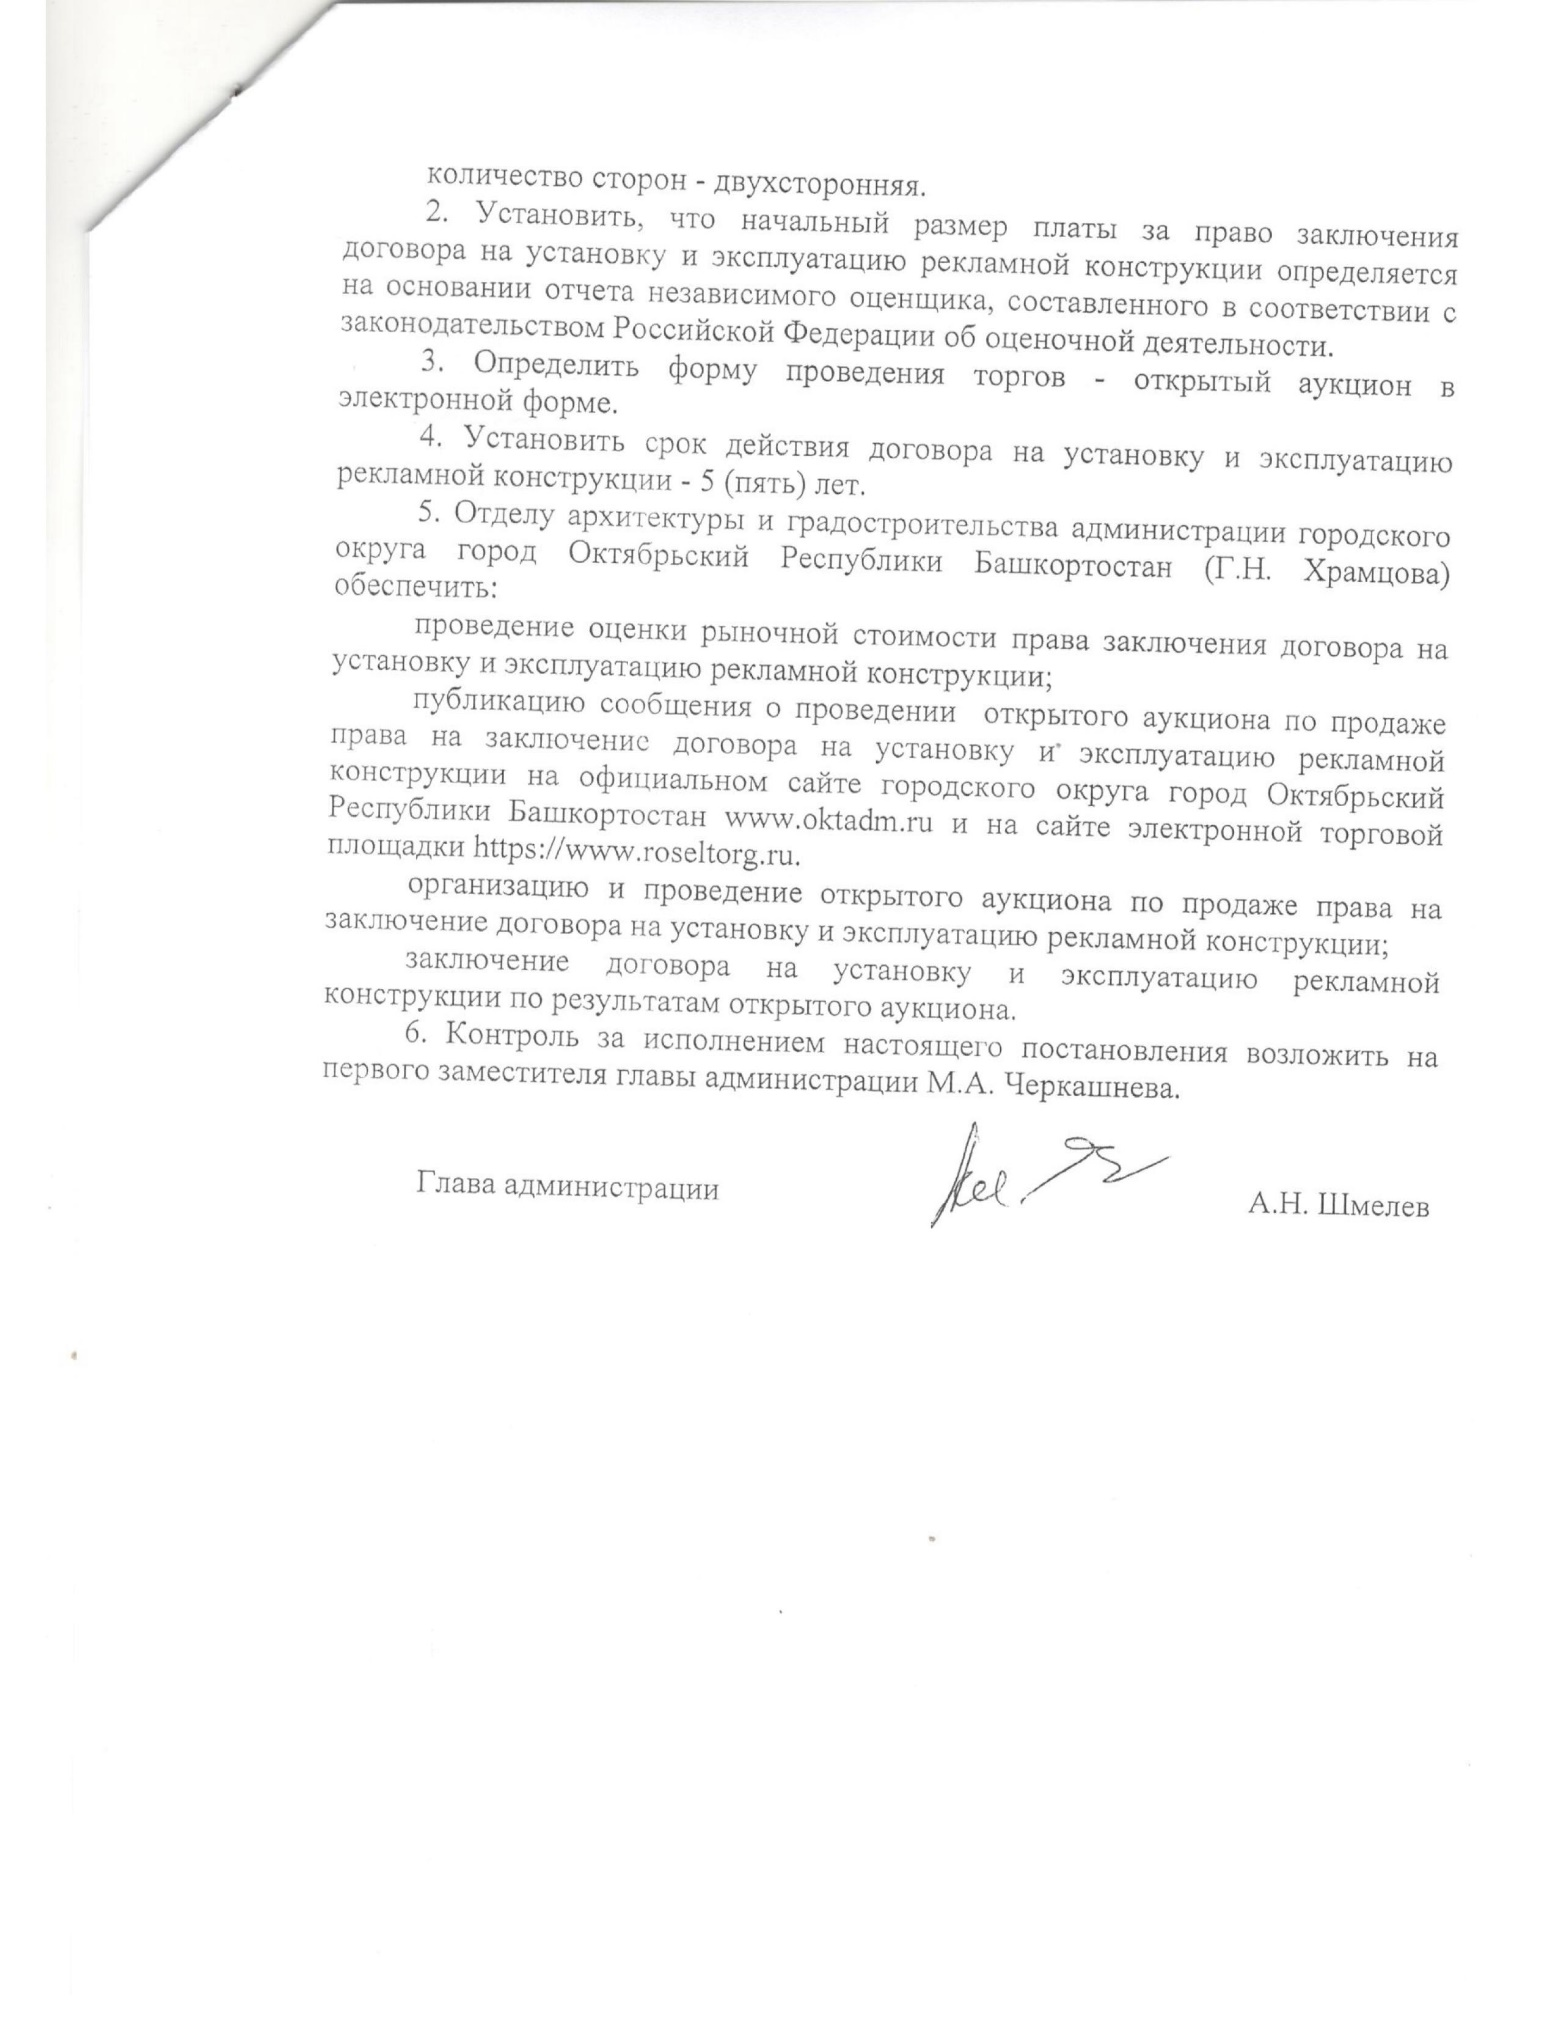 количество сторон - двухсторонняя.
2. Установить, что начальный размер платы за право заключения
договора на установку и эксплуатацию рекламной конструкции определяется
на основании отчета независимого оценщика, составленного в соответствии с
законодательством Российской Федерации об оценочной деятельности.
3. Определить форму проведения торгов - открытый аукцион в
электронной форме.
4. Установить срок действия договора на установку и эксплуатацию
рекламной конструкции - 5 (пять) лет.
5. Отделу архитектуры и градостроительства администрации городского
округа город Октябрьский Республики Башкортостан (Г.Н. Храмцова)
обеспечить:
проведение оценки рыночной стоимости права заключения договора на
установку и эксплуатацию рекламной конструкции;
публикацию сообщения о проведении открытого аукциона по продаже
права на заключение договора на установку и эксплуатацию рекламной
конструкции на официальном сайте городского округа город Октябрьский
Республики Башкортостан www.oktadm.ru и на сайте электронной торговой
площадки https://www.roseltorg.ru.
организацию и проведение открытого аукциона по продаже права на
заключение договора на установку и эксплуатацию рекламной конструкции;
заключение договора на установку и эксплуатацию рекламной
конструкции по результатам открытого аукциона.
6. Контроль за исполнением настоящего постановления возложить на
первого заместителя главы администрации М.А. Черкашнева.
Глава администрации
А.Н. Шмелев